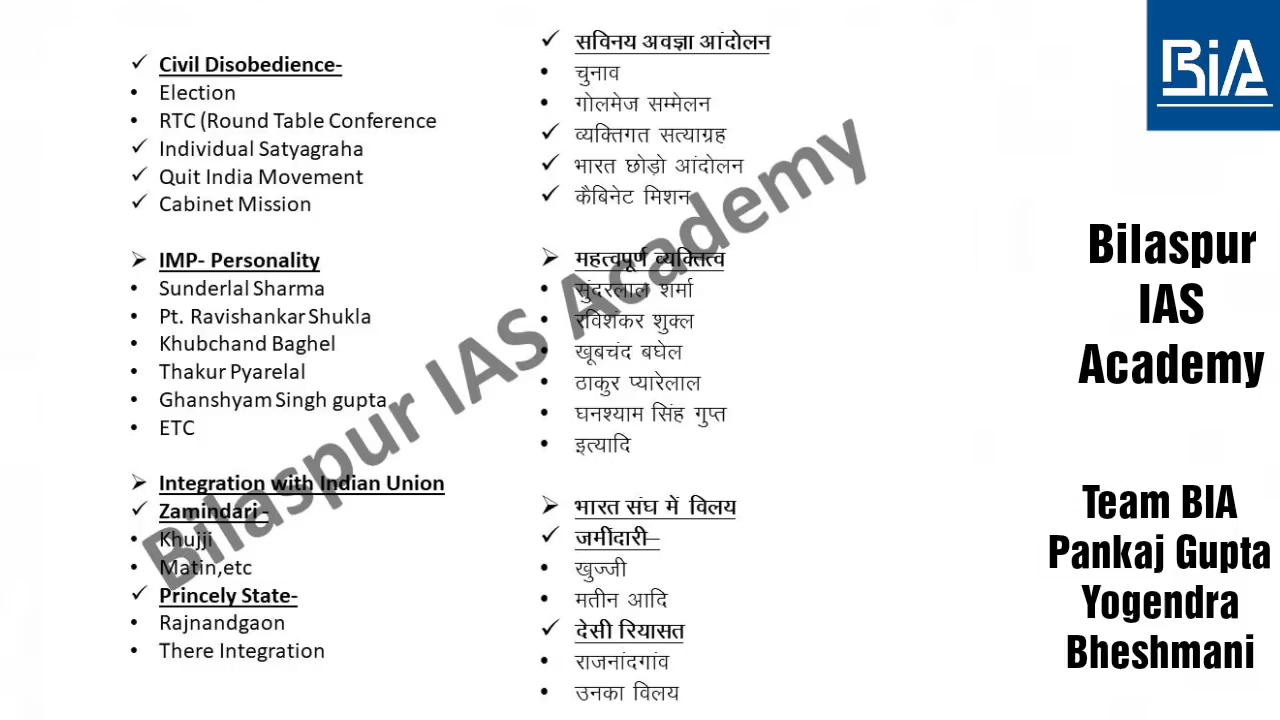 ✓ Civil Disobedience-
• Election
• RTC (Round Table Conference
✓ Individual Satyagraha
✓ Quit India Movement
✓ Cabinet Mission
➢ IMP- Personality
• Sunderlal Sharma
• Pt. Ravishankar Shukla
• Khubchand Baghel
• Thakur Pyarelal
• Ghanshyam Singh gupta
• ETC
➢ Integration with Indian Union
✓ Zamindari -
• Khujji
• Matin,etc
✓ Princely State-
• Rajnandgaon
• There Integration
✓ सविनय अवज्ञा आंदोलन
• चुनाव
• गोलमेज सम्मेलन
✓ व्यक्तिगत सत्याग्रह
✓ भारत छोड़ो आंदोलन
✓ कैबिनेट मिशन
➢ महत्वपूर्ण व्यक्तित्व
• सुंदरलाल शर्मा
• रविशंकर शुक्ल
• खूबचंद बघेल
• ठाकुर प्यारेलाल
• घनश्याम सिंह गुप्त
• इत्यादि
➢ भारत संघ में विलय
✓ जमींदारी–
• खुज्जी
• मतीन आदि
✓ देसी रियासत
• राजनांदगांव
• उनका विलय
Bilaspur IAS Academy
BIA
Bilaspur
IAS
Academy
Team BIA
Pankaj Gupta
Yogendra
Bheshmani